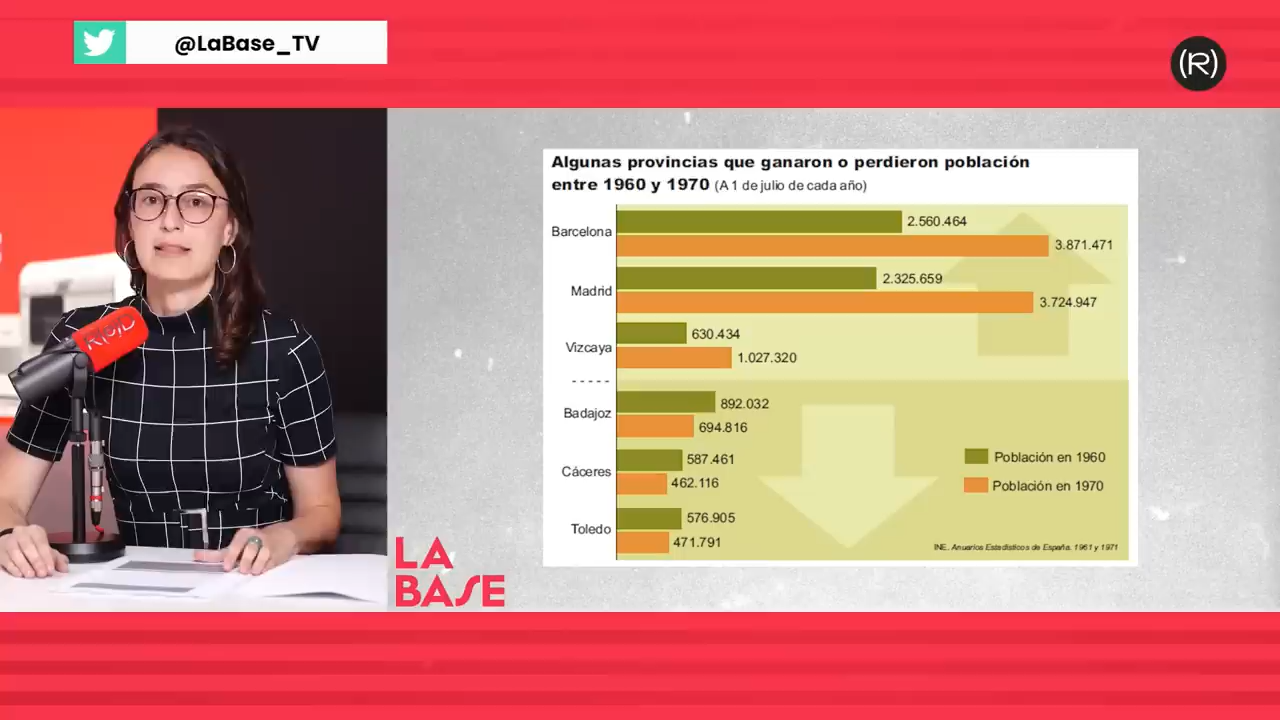 @LaBase_TV
(R)
Algunas provincias que ganaron o perdieron población
entre 1960 y 1970 (A 1 de julio de cada año)
Barcelona
2.560.464
3.871.471
Madrid
2.325.659
3.724.947
Vizcaya
630.434
1.027.320
- - - - -
Badajoz
892.032
694.816
Cáceres
587.461
462.116
Toledo
576.905
471.791
Población en 1960
Población en 1970
INE. Anuarios Estadísticos de España. 1961 y 1971
LA
BASE
R(e)D